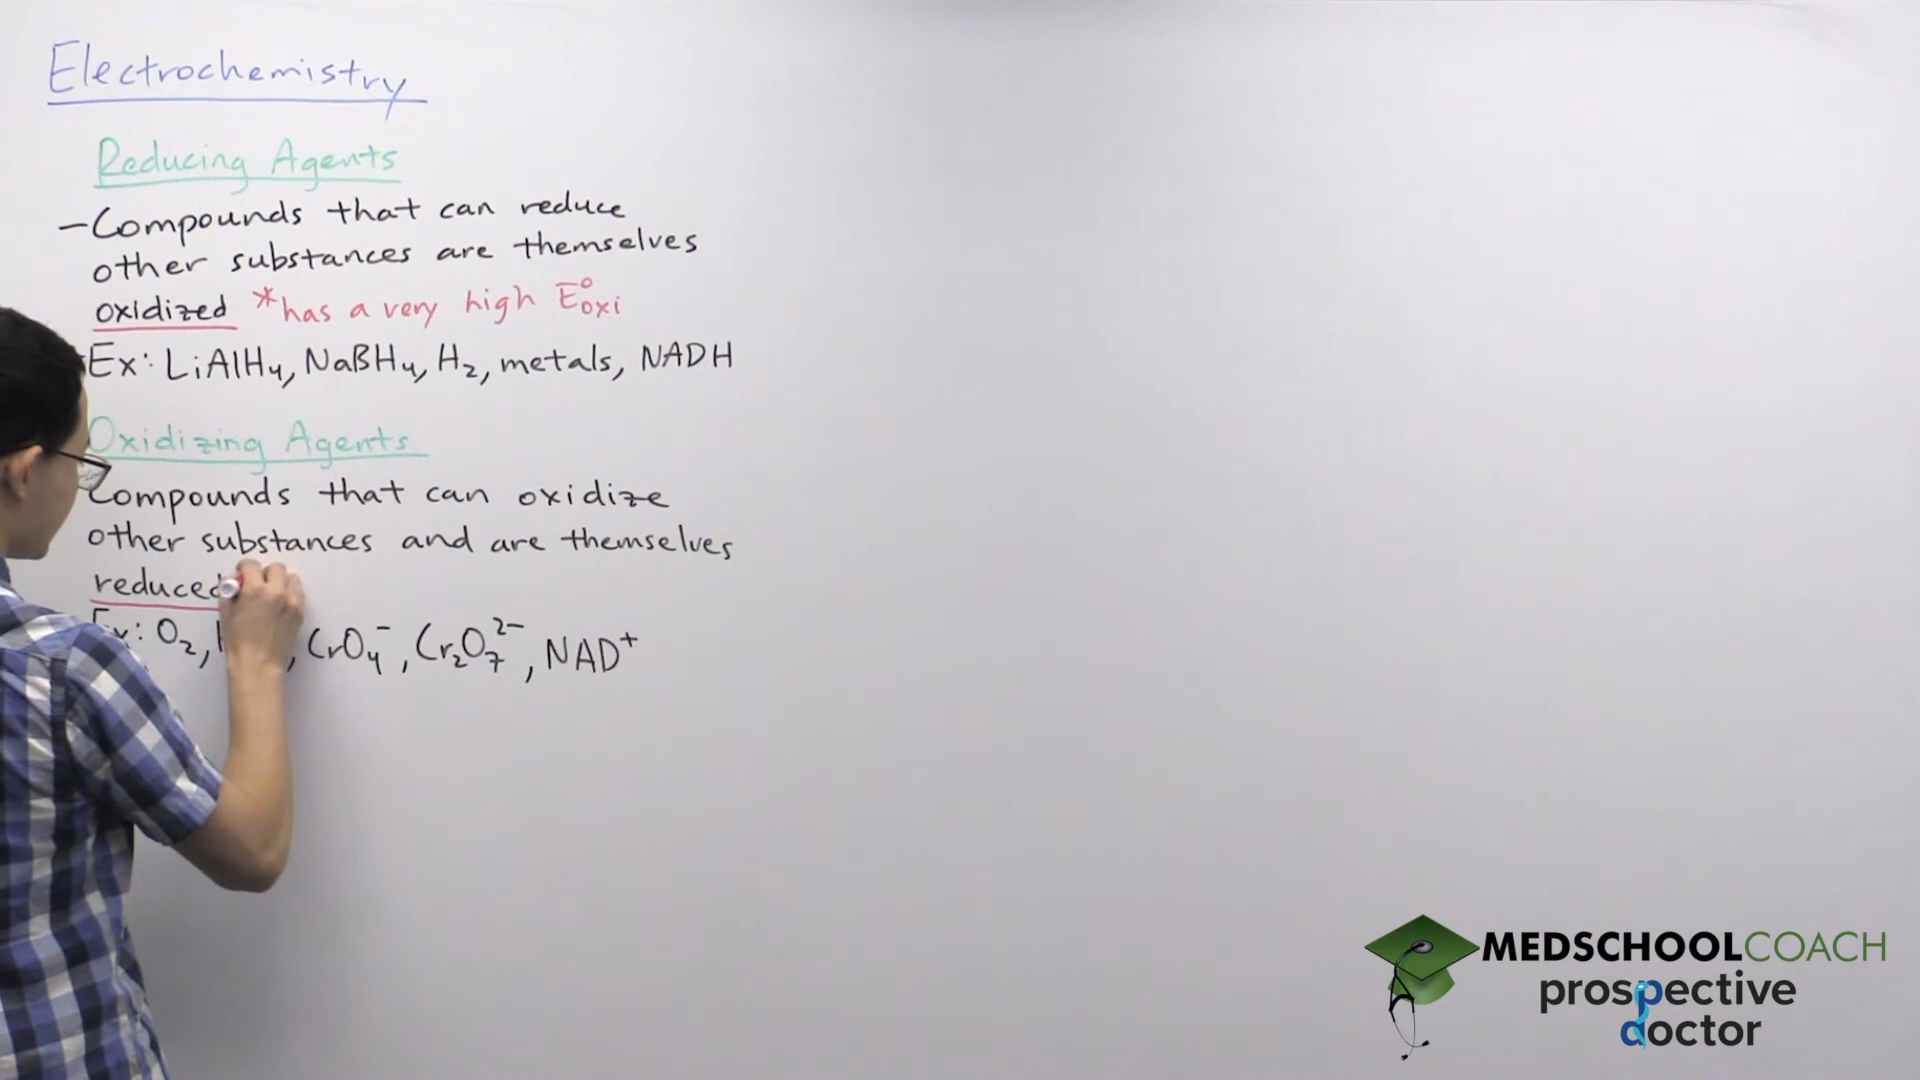 Electrochemistry
Reducing Agents
-Compounds that can reduce
other substances are themselves
oxidized *has a very high E°oxi
Ex: LiAlH4, NaBH4, H2, metals, NADH
Oxidizing Agents
Compounds that can oxidize
other substances and are themselves
reduced
Ex: O2, , CrO4⁻, Cr2O7²⁻, NAD⁺
MEDSCHOOLCOACH
prospective
doctor